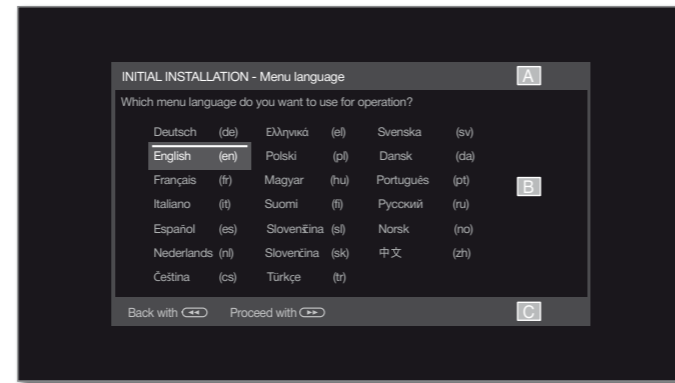 INITIAL INSTALLATION - Menu language A
Which menu language do you want to use for operation?
Deutsch (de) Ελληνικά (el) Svenska (sv)
English (en) Polski (pl) Dansk (da)
Français (fr) Magyar (hu) Português (pt) B
Italiano (it) Suomi (fi) Русский (ru)
Español (es) Slovenščina (sl) Norsk (no)
Nederlands (nl) Slovenčina (sk) 中文 (zh)
Čeština (cs) Türkçe (tr)
Back with Proceed with C